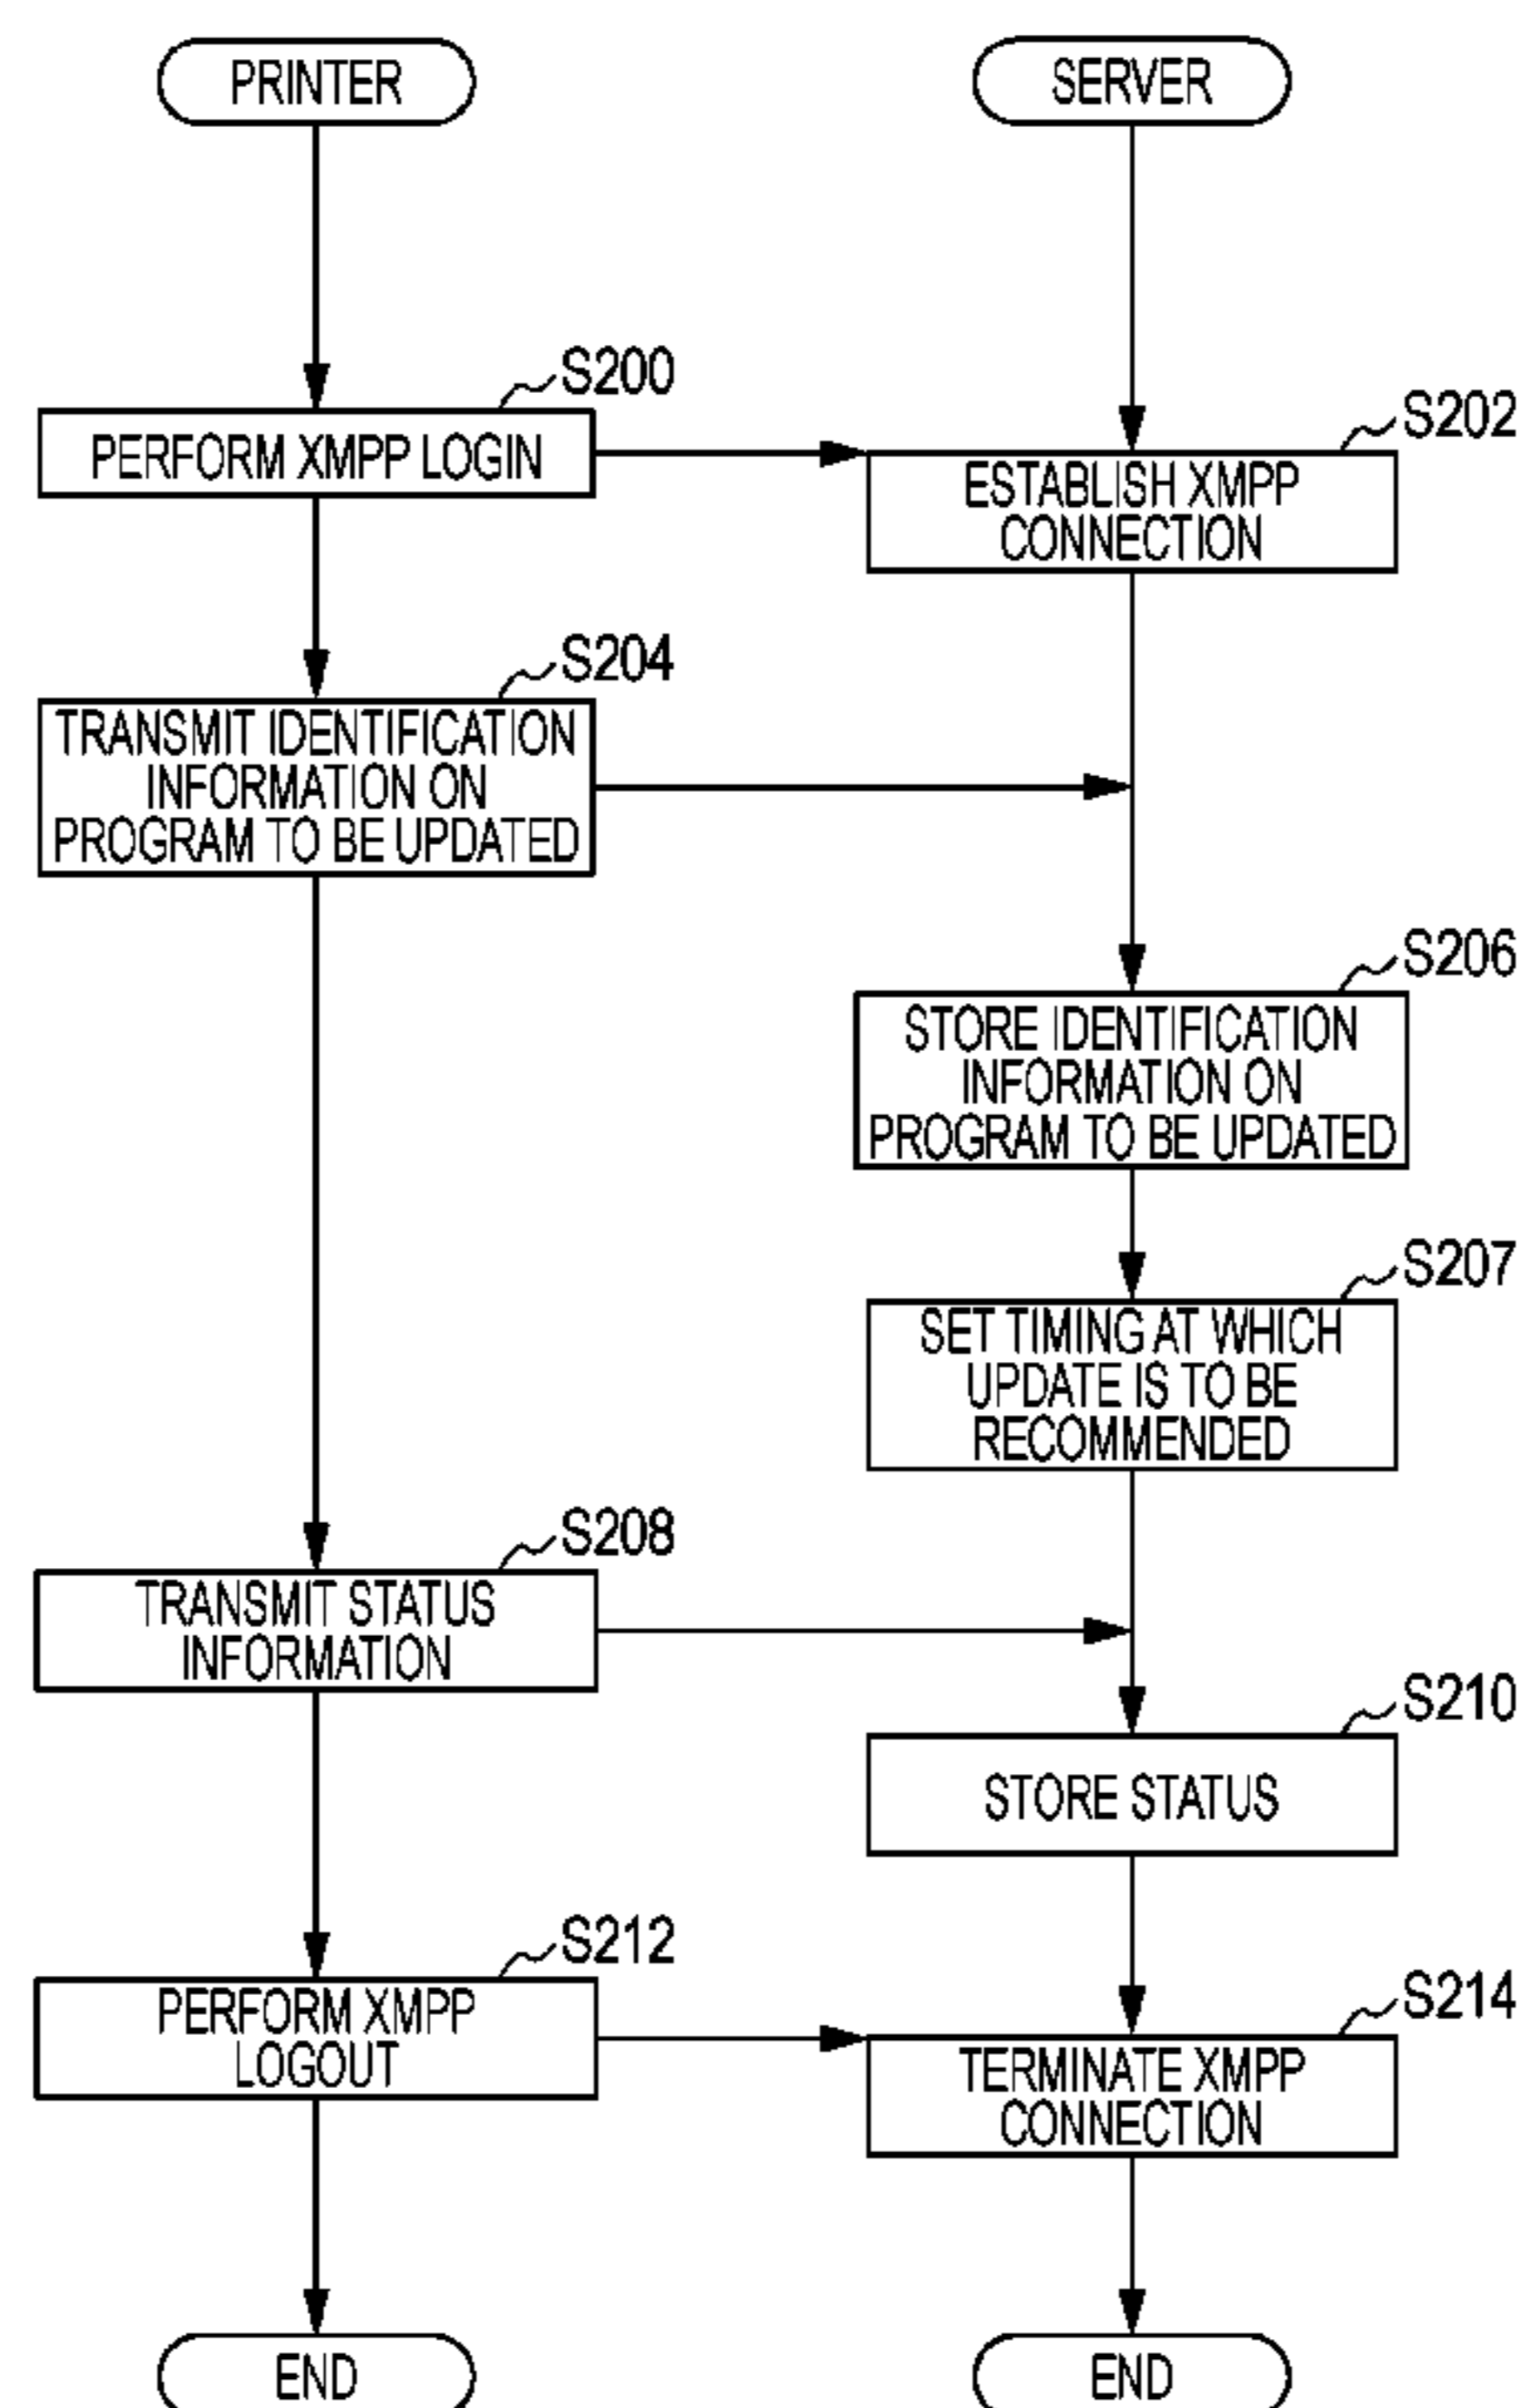 PRINTER
SERVER
S200
PERFORM XMPP LOGIN
S202
ESTABLISH XMPP
CONNECTION
S204
TRANSMIT IDENTIFICATION
INFORMATION ON
PROGRAM TO BE UPDATED
S206
STORE IDENTIFICATION
INFORMATION ON
PROGRAM TO BE UPDATED
S207
SET TIMING AT WHICH
UPDATE IS TO BE
RECOMMENDED
S208
TRANSMIT STATUS
INFORMATION
S210
STORE STATUS
S212
PERFORM XMPP
LOGOUT
S214
TERMINATE XMPP
CONNECTION
END
END